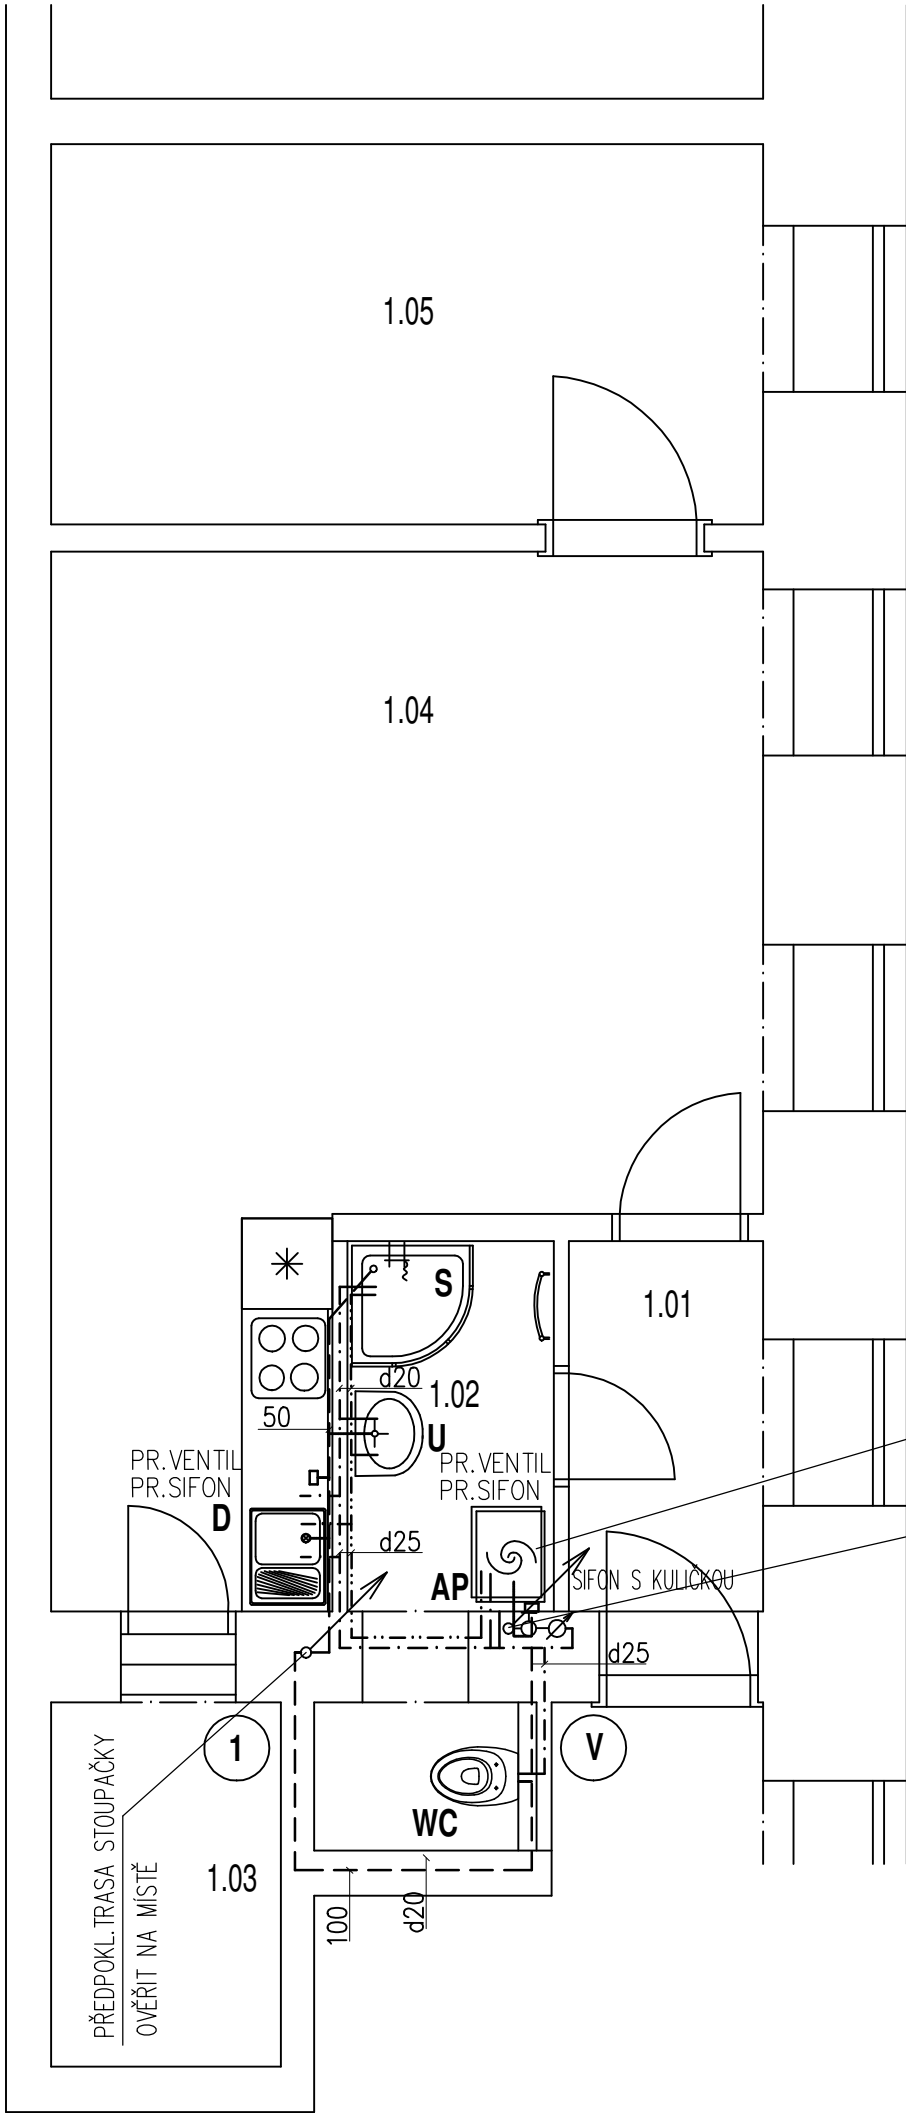 1.05
1.04
S
1.01
d20
1.02
50
U
PR.VENTIL
PR.SIFON
PR.VENTIL
PR.SIFON
D
d25
AP
SIFON S KULIČKOU
d25
1
V
WC
1.03
100
d20
PŘEDPOKL.TRASA STOUPAČKY
OVĚŘIT NA MÍSTĚ